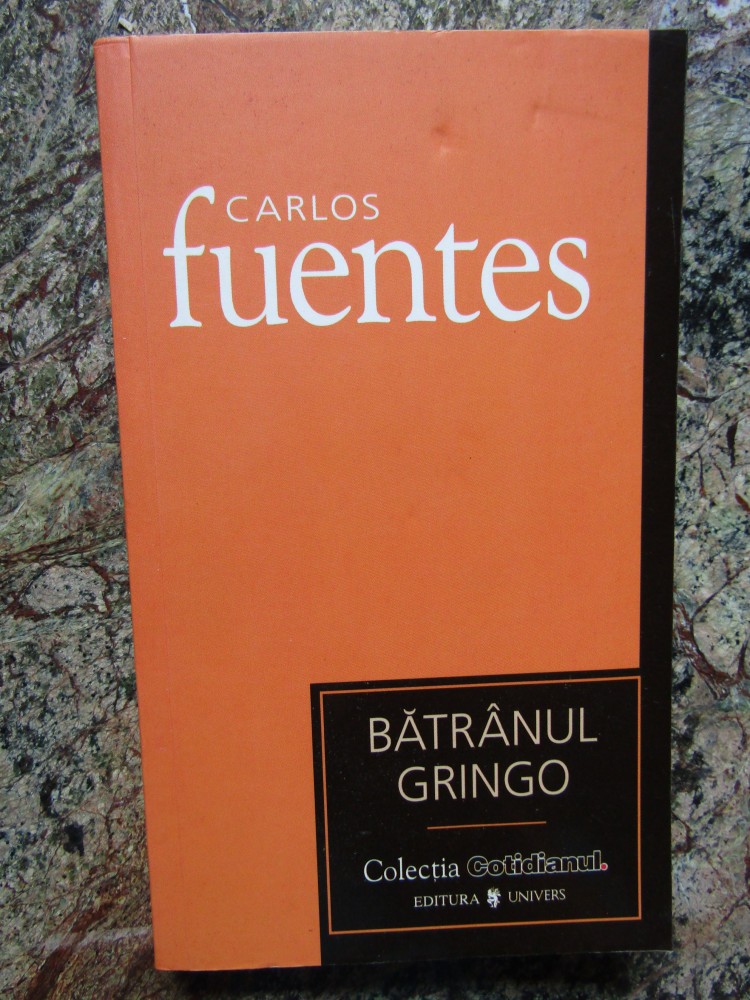 CARLOS
fuentes
BĂTRÂNUL
GRINGO
Colecția Cotidianul.
EDITURA UNIVERS